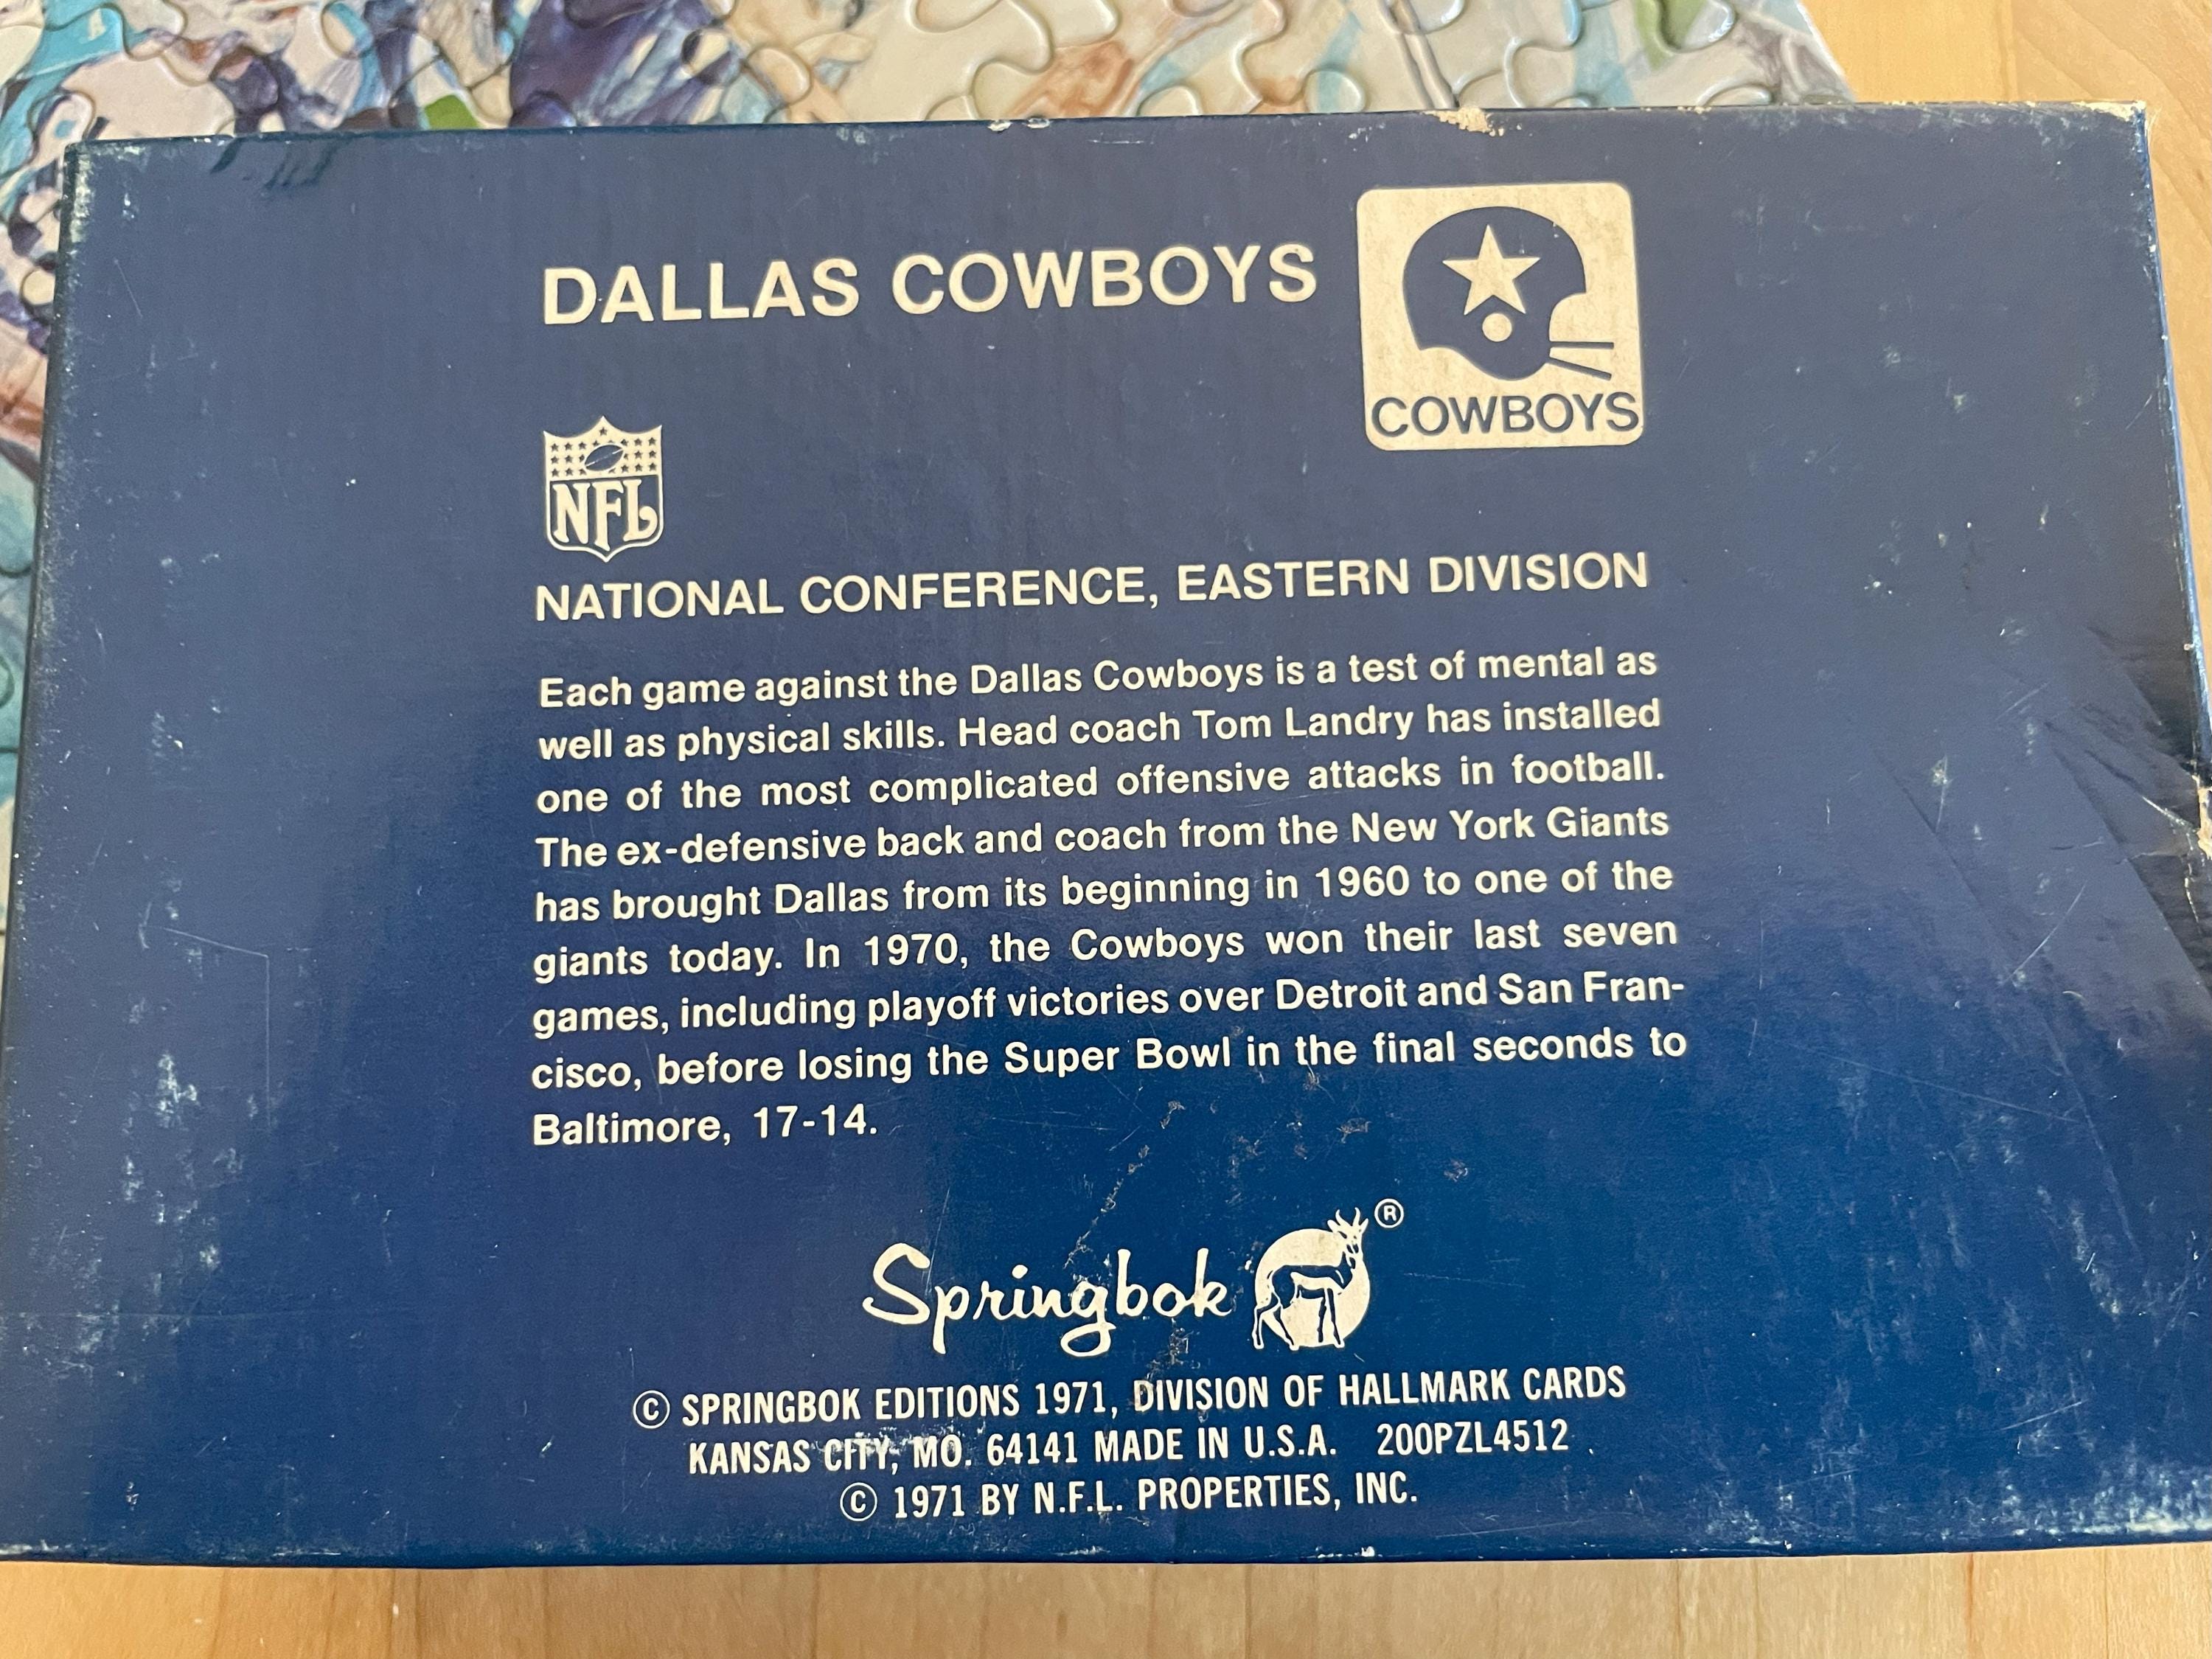 DALLAS COWBOYS
COWBOYS
NFL
NATIONAL CONFERENCE, EASTERN DIVISION
Each game against the Dallas Cowboys is a test of mental as
well as physical skills. Head coach Tom Landry has installed
one of the most complicated offensive attacks in football.
The ex-defensive back and coach from the New York Giants
has brought Dallas from its beginning in 1960 to one of the
giants today. In 1970, the Cowboys won their last seven
games, including playoff victories over Detroit and San Fran-
cisco, before losing the Super Bowl in the final seconds to
Baltimore, 17-14.
Springbok ®
© SPRINGBOK EDITIONS 1971, DIVISION OF HALLMARK CARDS
KANSAS CITY, MO. 64141 MADE IN U.S.A. 200PZL4512
© 1971 BY N.F.L. PROPERTIES, INC.